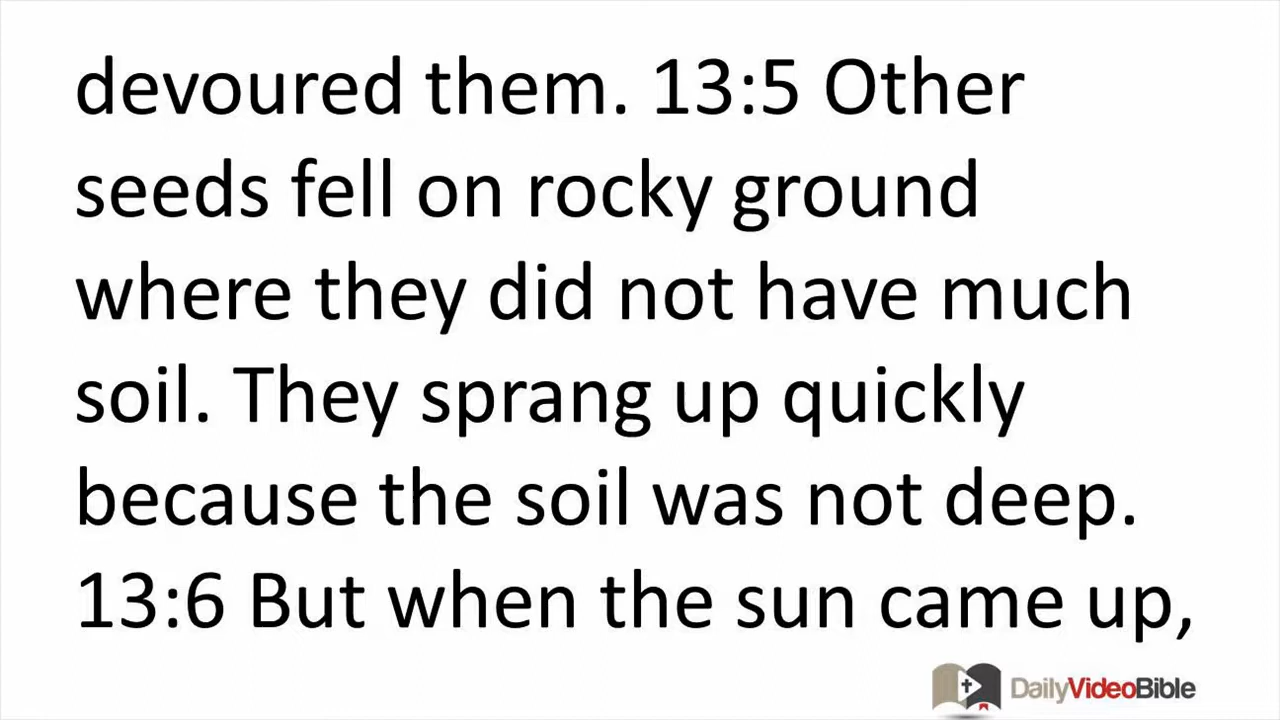 devoured them. 13:5 Other
seeds fell on rocky ground
where they did not have much
soil. They sprang up quickly
because the soil was not deep.
13:6 But when the sun came up,
DailyVideoBible